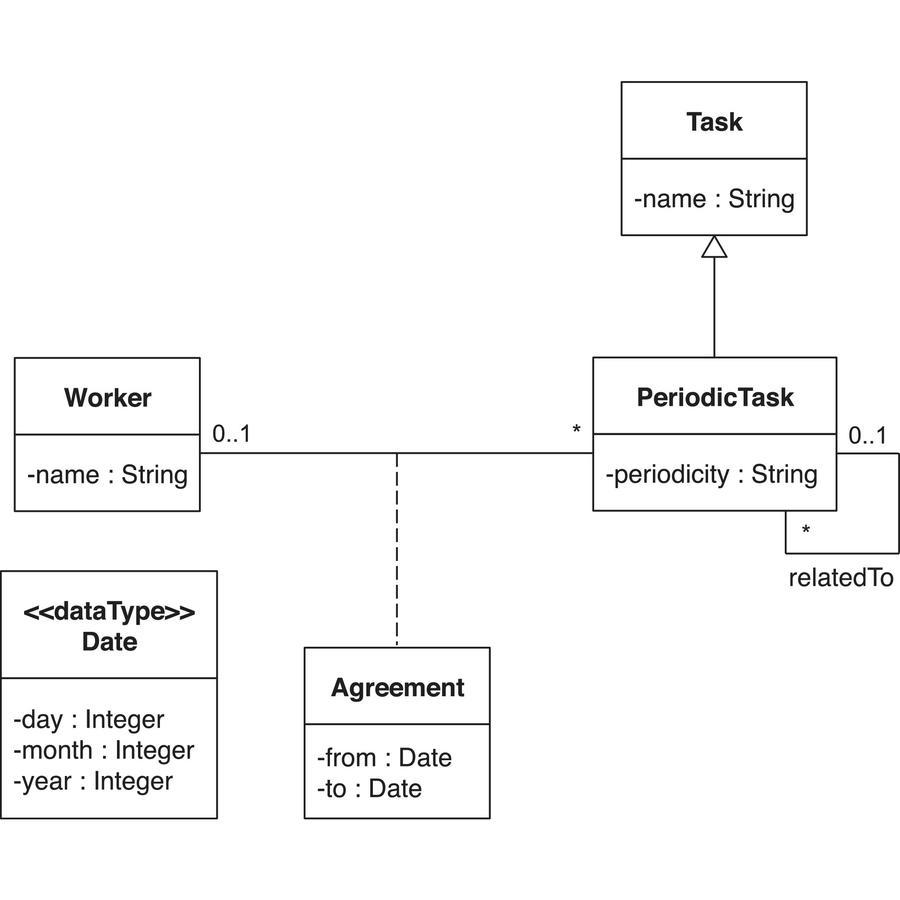 Task
-name : String
Worker
-name : String
0..1
*
PeriodicTask
-periodicity : String
0..1
*
relatedTo
<<dataType>>
Date
-day : Integer
-month : Integer
-year : Integer
Agreement
-from : Date
-to : Date